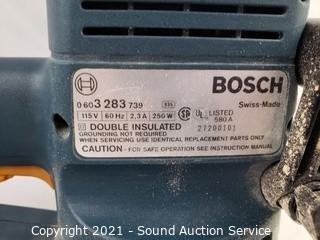 BOSCH
0 603 283 739
Swiss-Made
115 V 60 Hz 2,3 A 250 W
LISTED
580 A
DOUBLE INSULATED
27200101
GROUNDING NOT REQUIRED
WHEN SERVICING USE IDENTICAL REPLACEMENT PARTS ONLY
CAUTION - FOR SAFE OPERATION SEE INSTRUCTION MANUAL
Copyright 2021 - Sound Auction Service